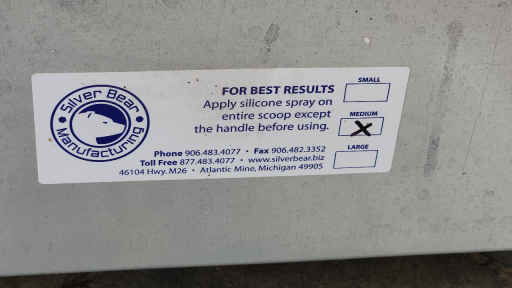 Silver Bear
Manufacturing
FOR BEST RESULTS
Apply silicone spray on
entire scoop except
the handle before using.
SMALL
MEDIUM
X
LARGE
Phone 906.483.4077 • Fax 906.482.3352
Toll Free 877.483.4077 • www.silverbear.biz
46104 Hwy. M26 • Atlantic Mine, Michigan 49905